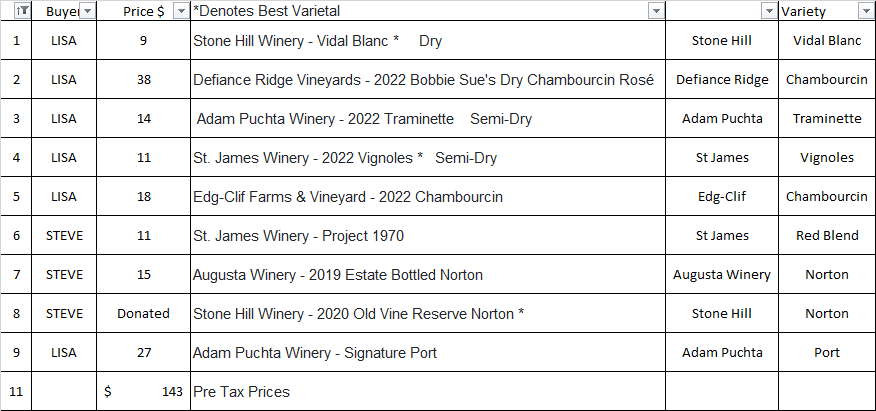 Buyer Price $ *Denotes Best Varietal Variety
1 LISA 9 Stone Hill Winery - Vidal Blanc * Dry Stone Hill Vidal Blanc
2 LISA 38 Defiance Ridge Vineyards - 2022 Bobbie Sue's Dry Chambourcin Rosé Defiance Ridge Chambourcin
3 LISA 14 Adam Puchta Winery - 2022 Traminette Semi-Dry Adam Puchta Traminette
4 LISA 11 St. James Winery - 2022 Vignoles * Semi-Dry St James Vignoles
5 LISA 18 Edg-Clif Farms & Vineyard - 2022 Chambourcin Edg-Clif Chambourcin
6 STEVE 11 St. James Winery - Project 1970 St James Red Blend
7 STEVE 15 Augusta Winery - 2019 Estate Bottled Norton Augusta Winery Norton
8 STEVE Donated Stone Hill Winery - 2020 Old Vine Reserve Norton * Stone Hill Norton
9 LISA 27 Adam Puchta Winery - Signature Port Adam Puchta Port
11 $ 143 Pre Tax Prices